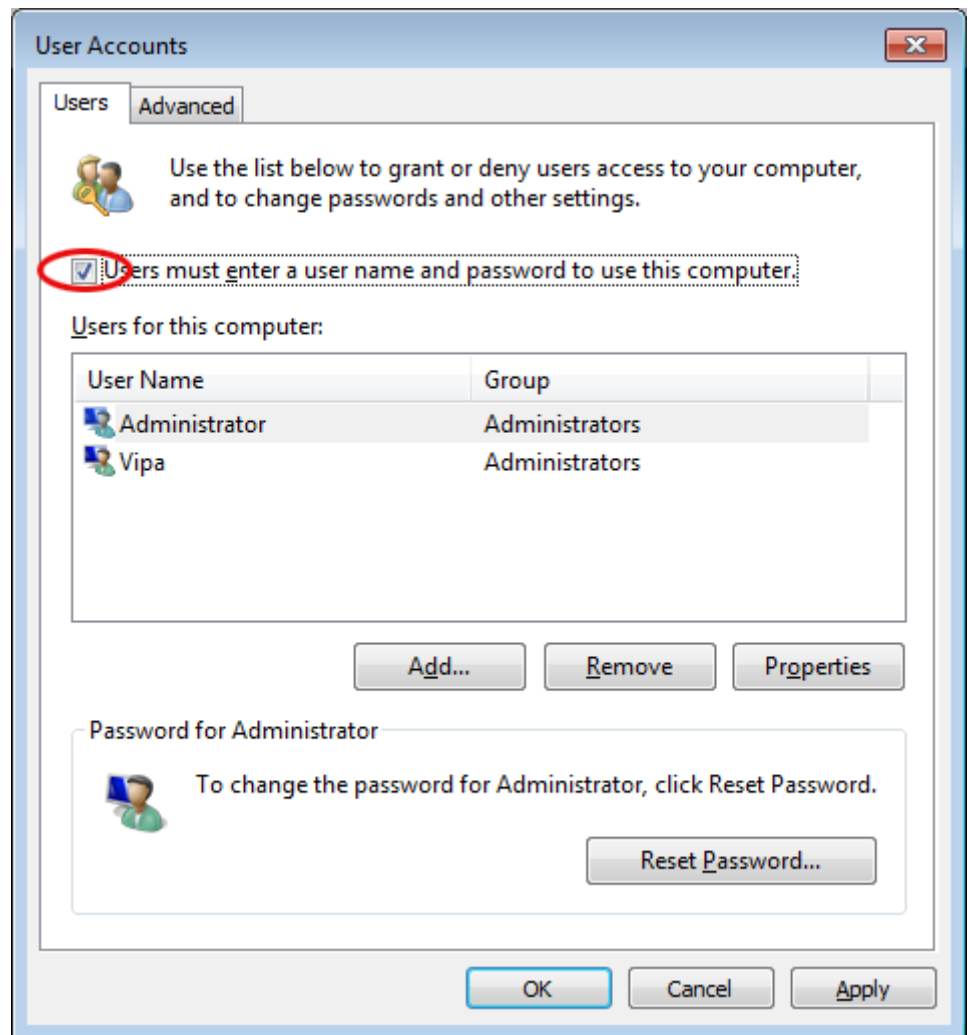 User Accounts
Users
Advanced
Use the list below to grant or deny users access to your computer,
and to change passwords and other settings.
Users must enter a user name and password to use this computer.
Users for this computer:
User Name Group
Administrator Administrators
Vipa Administrators
Add... Remove Properties
Password for Administrator
To change the password for Administrator, click Reset Password.
Reset Password...
OK Cancel Apply